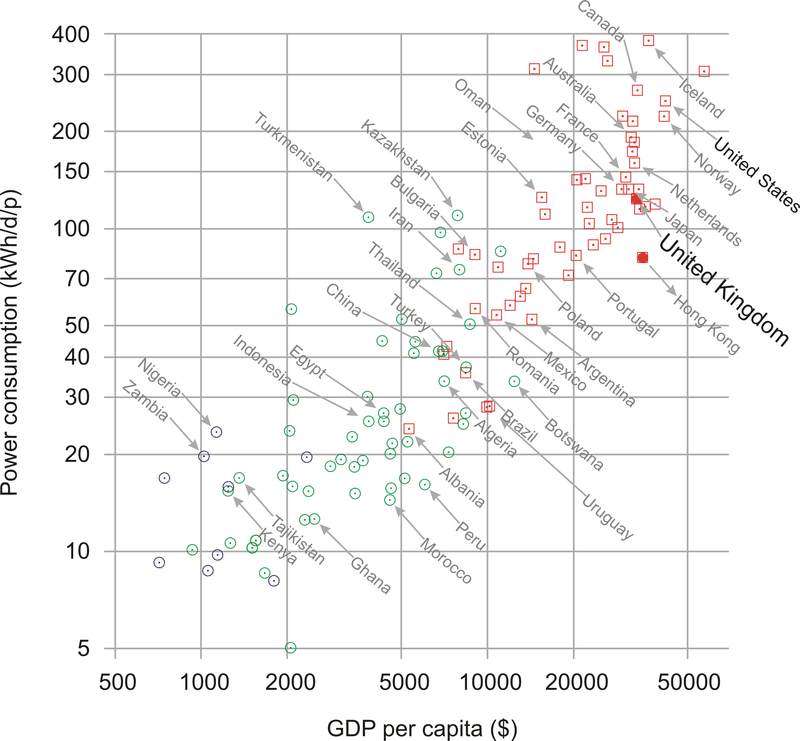 400
300
200
150
100
70
50
40
30
20
10
5
500
1000
2000
5000
10000
20000
50000
Power consumption (kWh/d/p)
GDP per capita ($)
Canada
Iceland
Australia
Oman
France
Germany
United States
Norway
Estonia
Kazakhstan
Turkmenistan
Bulgaria
Iran
Netherlands
Japan
United Kingdom
Hong Kong
Thailand
Portugal
Poland
China
Turkey
Argentina
Mexico
Romania
Indonesia
Egypt
Nigeria
Zambia
Brazil
Algeria
Botswana
Uruguay
Albania
Peru
Morocco
Tajikistan
Kenya
Ghana